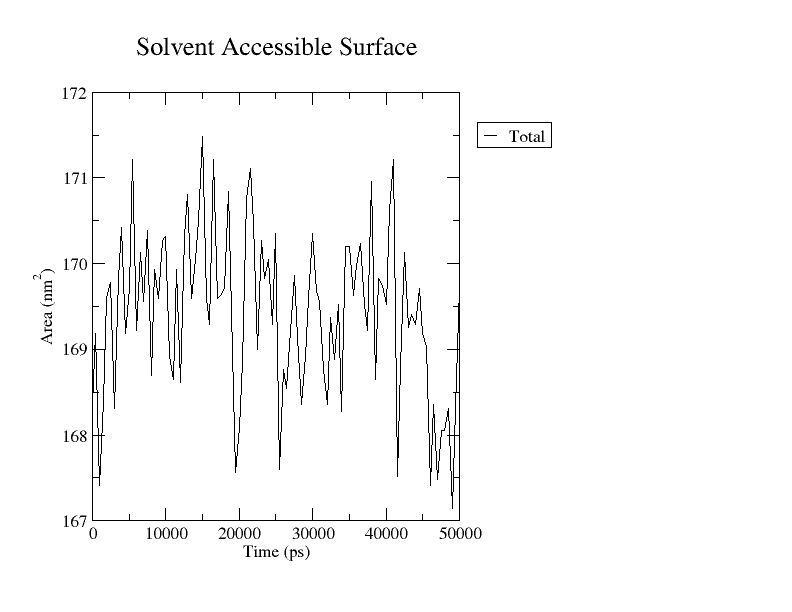 Solvent Accessible Surface
172
Total
171
170
Area (nm2)
169
168
167
0 10000 20000 30000 40000 50000
Time (ps)